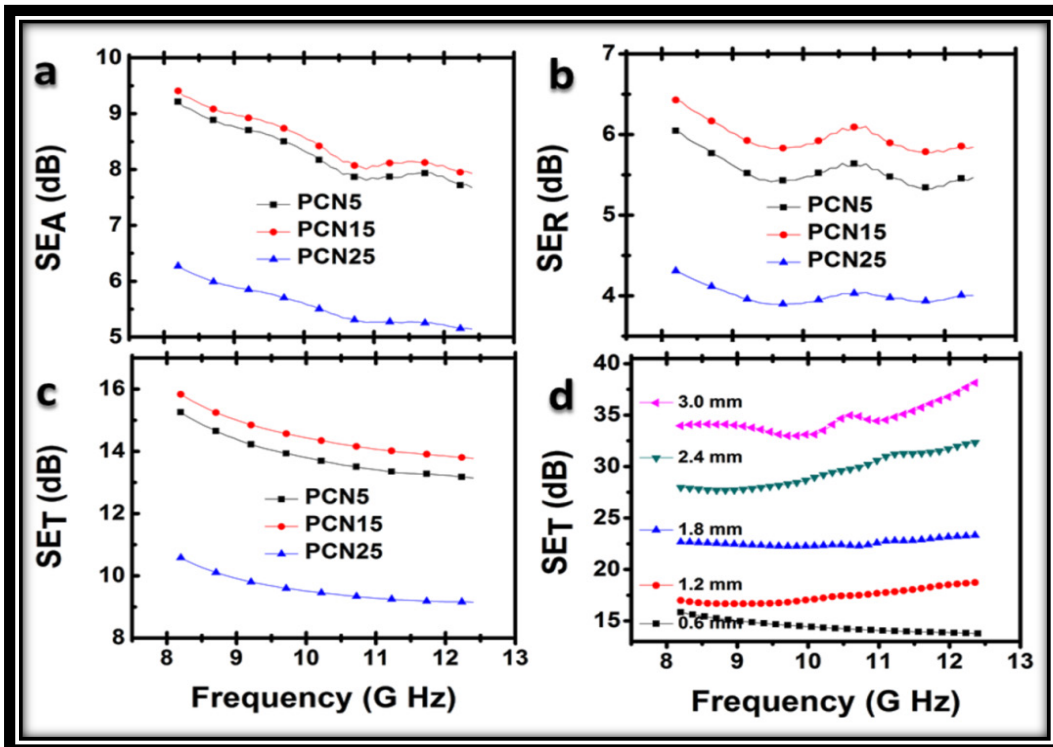 a
10
9
8
7
6
5
SEA (dB)
PCN5
PCN15
PCN25
b
7
6
5
4
SER (dB)
PCN5
PCN15
PCN25
c
16
14
12
10
8
SET (dB)
PCN5
PCN15
PCN25
8 9 10 11 12 13
Frequency (G Hz)
d
40
35
30
25
20
15
SET (dB)
3.0 mm
2.4 mm
1.8 mm
1.2 mm
0.6 mm
8 9 10 11 12 13
Frequency (G Hz)